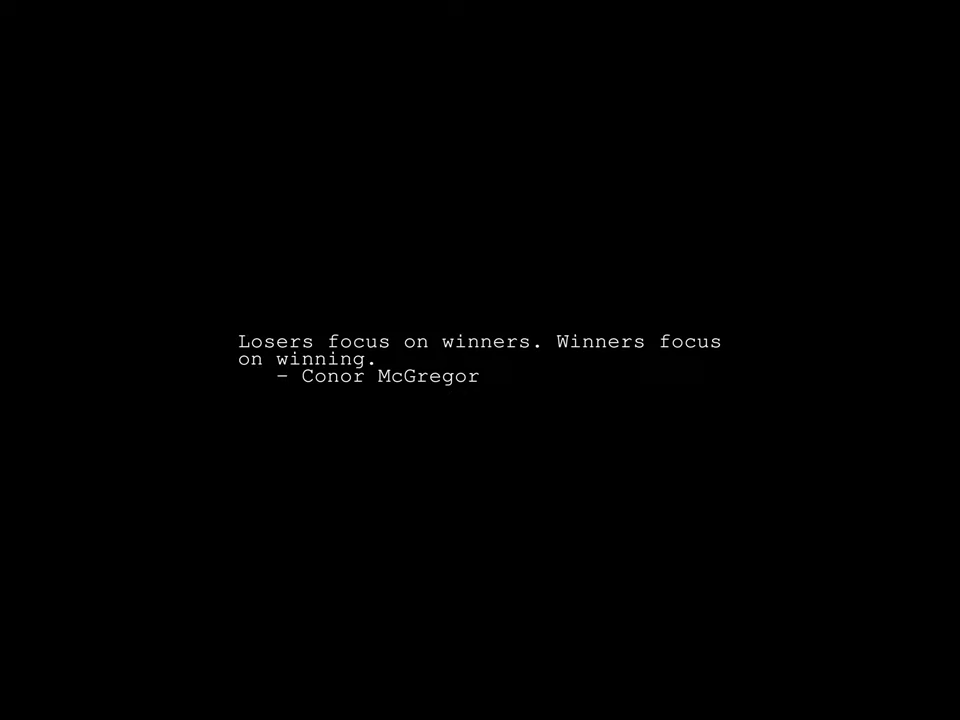 Losers focus on winners. Winners focus
on winning.
– Conor McGregor